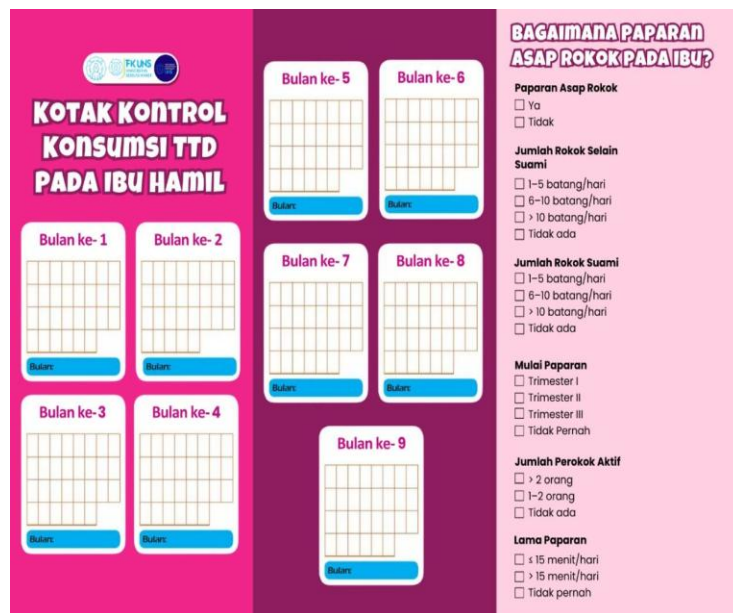 FK UNS
KOTAK KONTROL
KONSUMSI TTD
PADA IBU HAMIL
Bulan ke- 1
Bulan:
Bulan ke- 2
Bulan:
Bulan ke-3
Bulan:
Bulan ke- 4
Bulan:
Bulan ke- 5
Bulan:
Bulan ke- 6
Bulan:
Bulan ke- 7
Bulan:
Bulan ke- 8
Bulan:
Bulan ke- 9
Bulan:
BAGAIMANA PAPARAN
ASAP ROKOK PADA IBU?
Paparan Asap Rokok
Ya
Tidak
Jumlah Rokok Selain
Suami
1–5 batang/hari
6–10 batang/hari
> 10 batang/hari
Tidak ada
Jumlah Rokok Suami
1–5 batang/hari
6–10 batang/hari
> 10 batang/hari
Tidak ada
Mulai Paparan
Trimester I
Trimester II
Trimester III
Tidak Pernah
Jumlah Perokok Aktif
> 2 orang
1–2 orang
Tidak ada
Lama Paparan
≤ 15 menit/hari
> 15 menit/hari
Tidak pernah